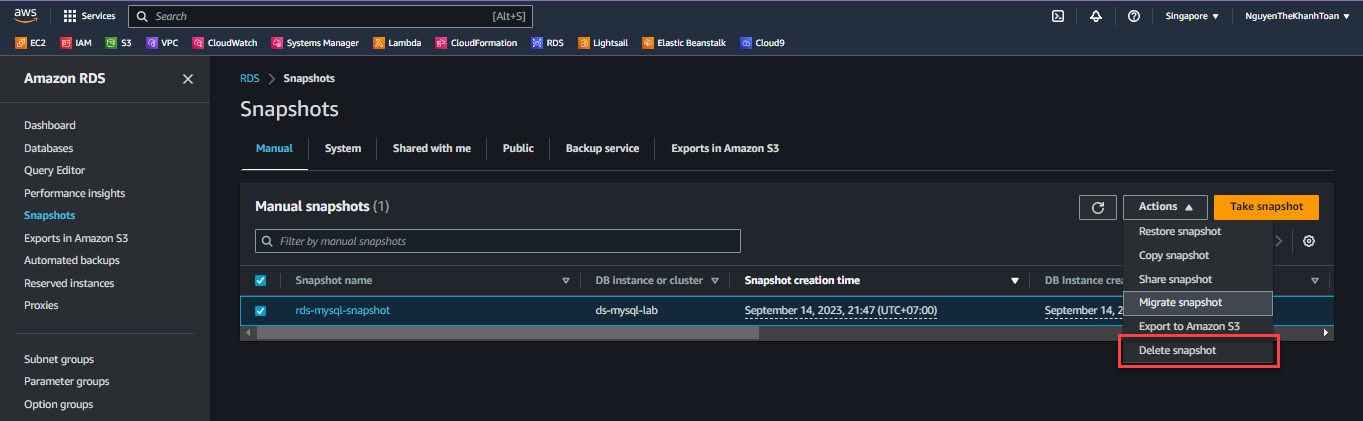 aws Services Search [Alt+S] Singapore NguyenTheKhanhToan
EC2 IAM S3 VPC CloudWatch Systems Manager Lambda CloudFormation RDS Lightsail Elastic Beanstalk Cloud9
Amazon RDS
Dashboard
Databases
Query Editor
Performance insights
Snapshots
Exports in Amazon S3
Automated backups
Reserved instances
Proxies
Subnet groups
Parameter groups
Option groups
RDS > Snapshots
Snapshots
Manual System Shared with me Public Backup service Exports in Amazon S3
Manual snapshots (1) Actions Take snapshot
Filter by manual snapshots
Snapshot name DB instance or cluster Snapshot creation time DB Instance crea
rds-mysql-snapshot ds-mysql-lab September 14, 2023, 21:47 (UTC+07:00) September 14, 2
Restore snapshot
Copy snapshot
Share snapshot
Migrate snapshot
Export to Amazon S3
Delete snapshot